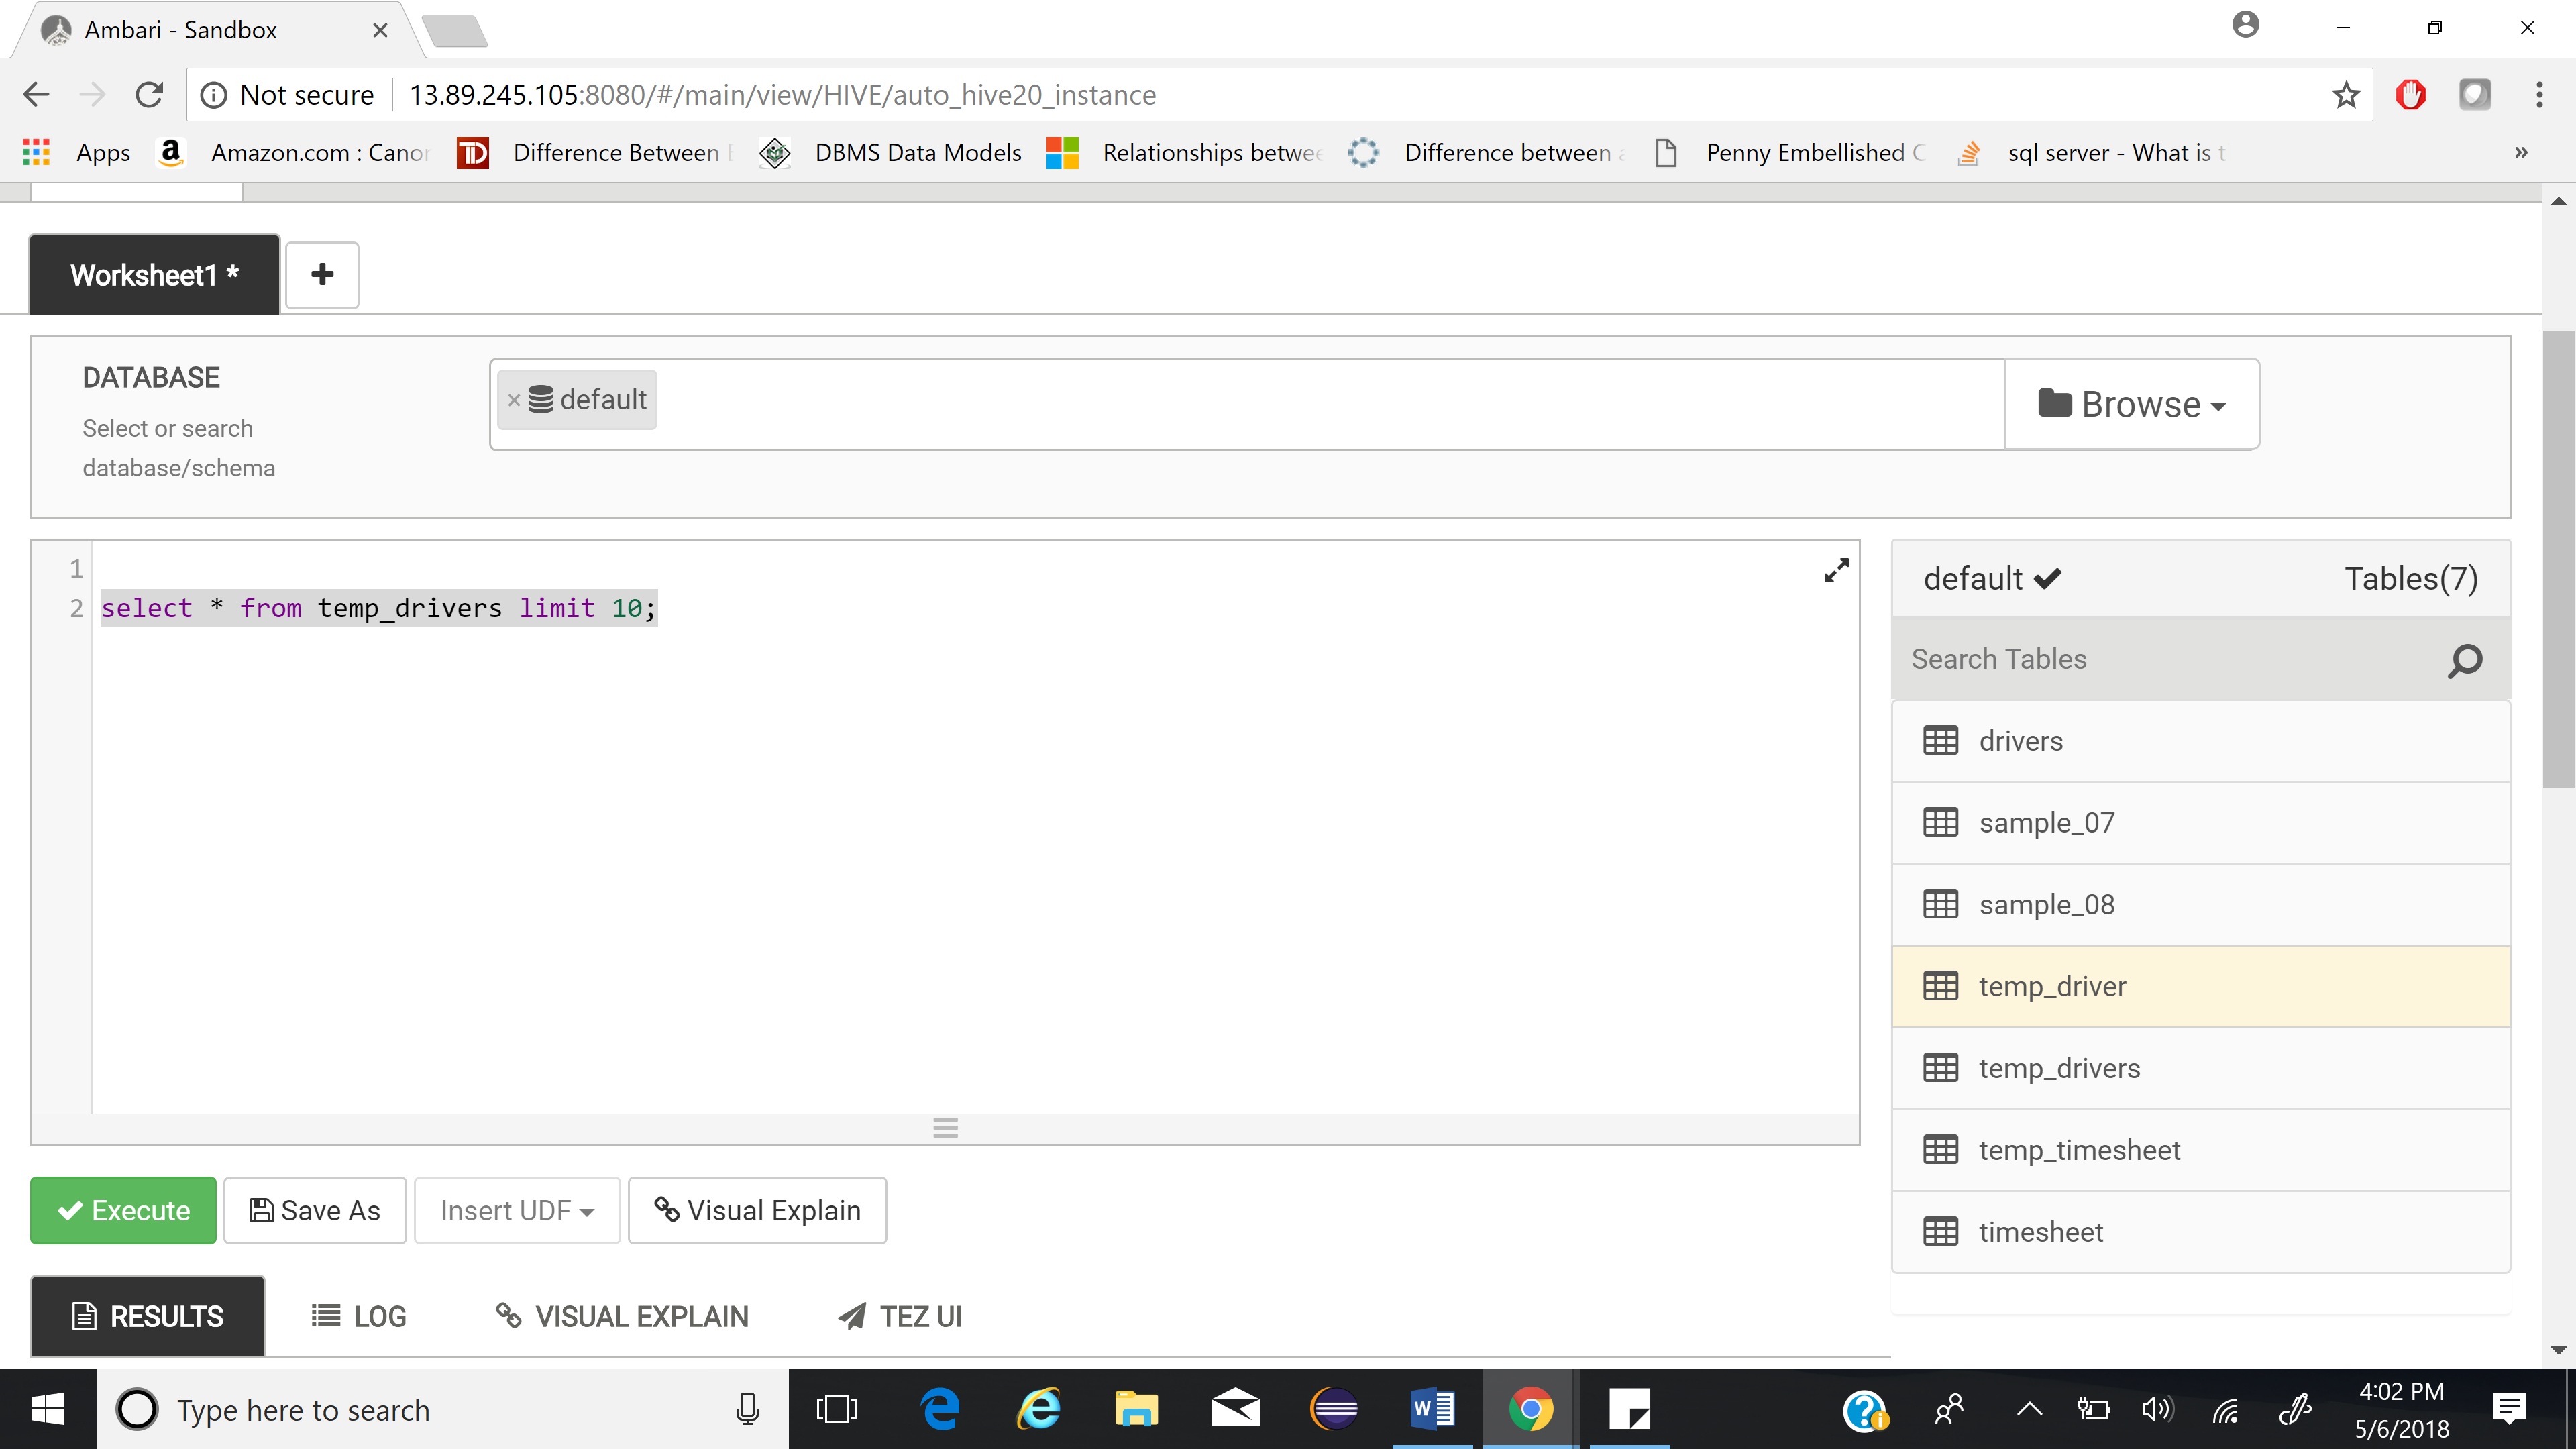 Ambari - Sandbox
Not secure 13.89.245.105:8080/#/main/view/HIVE/auto_hive20_instance
Apps Amazon.com : Canon Difference Between DBMS Data Models Relationships betwee Difference between Penny Embellished sql server - What is t »
Worksheet1 * +
DATABASE
Select or search
database/schema
× default
Browse
1
2 select * from temp_drivers limit 10;
default Tables(7)
Search Tables
drivers
sample_07
sample_08
temp_driver
temp_drivers
temp_timesheet
timesheet
Execute Save As Insert UDF Visual Explain
RESULTS LOG VISUAL EXPLAIN TEZ UI
Type here to search
4:02 PM
5/6/2018